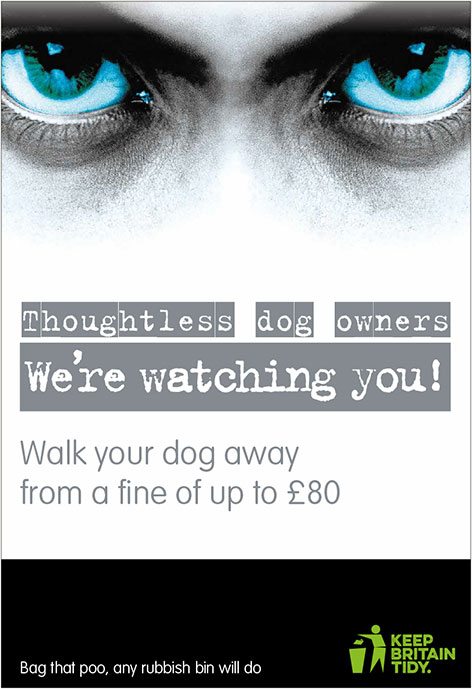 Thoughtless dog owners
We're watching you!
Walk your dog away
from a fine of up to £80
Bag that poo, any rubbish bin will do
KEEP
BRITAIN
TIDY.